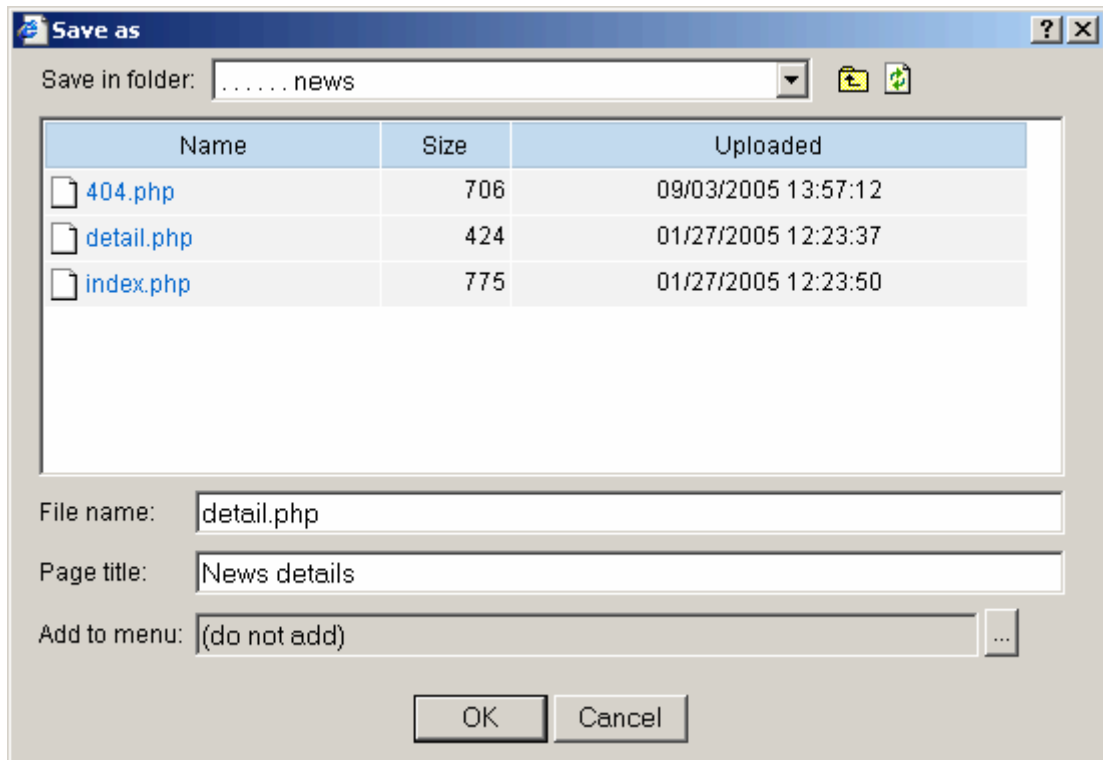 Save as
Save in folder: ......news
Name Size Uploaded
404.php 706 09/03/2005 13:57:12
detail.php 424 01/27/2005 12:23:37
index.php 775 01/27/2005 12:23:50
File name: detail.php
Page title: News details
Add to menu: (do not add) ...
OK Cancel